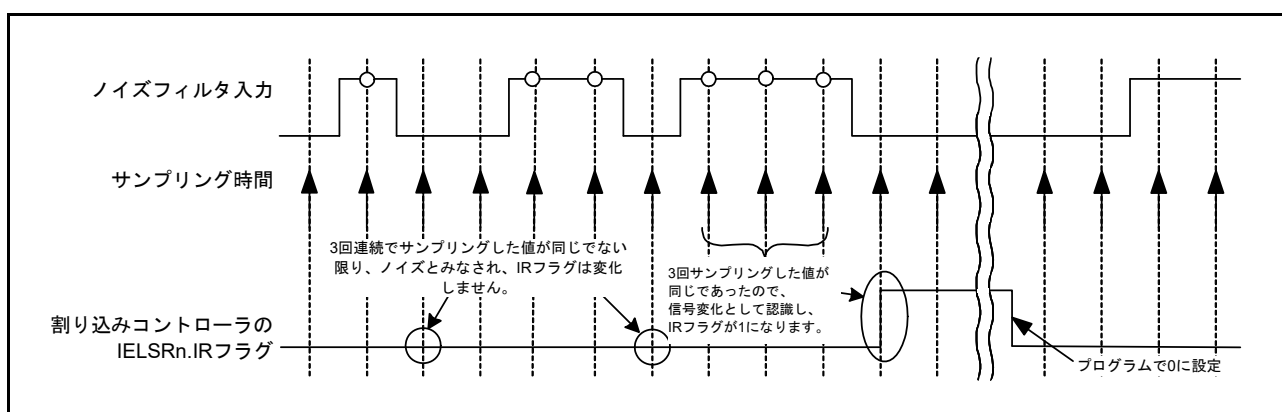 ノイズフィルタ入力
サンプリング時間
3回連続でサンプリングした値が同じでない
限り、ノイズとみなされ、IRフラグは変化
しません。
3回サンプリングした値が
同じであったので、
信号変化として認識し、
IRフラグが1になります。
割り込みコントローラの
IELSRn.IRフラグ
プログラムで0に設定